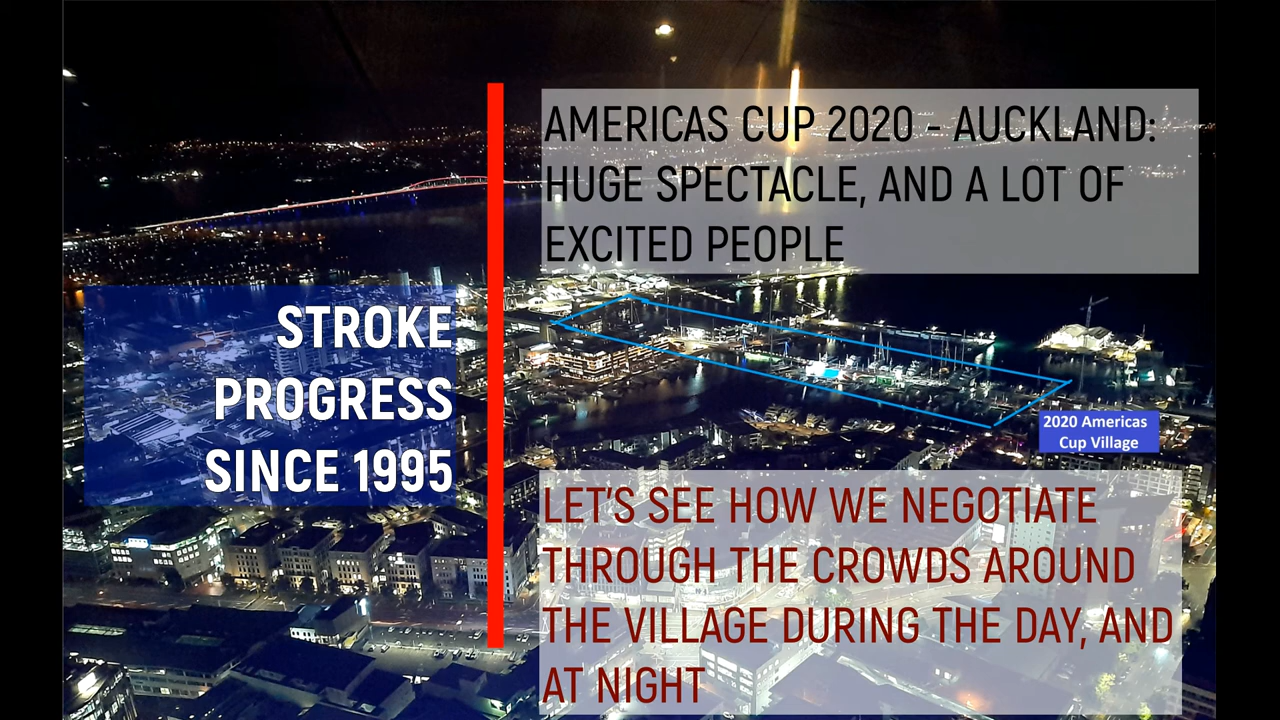 AMERICAS CUP 2020 - AUCKLAND:
HUGE SPECTACLE, AND A LOT OF
EXCITED PEOPLE
STROKE
PROGRESS
SINCE 1995
2020 Americas
Cup Village
LET'S SEE HOW WE NEGOTIATE
THROUGH THE CROWDS AROUND
THE VILLAGE DURING THE DAY, AND
AT NIGHT